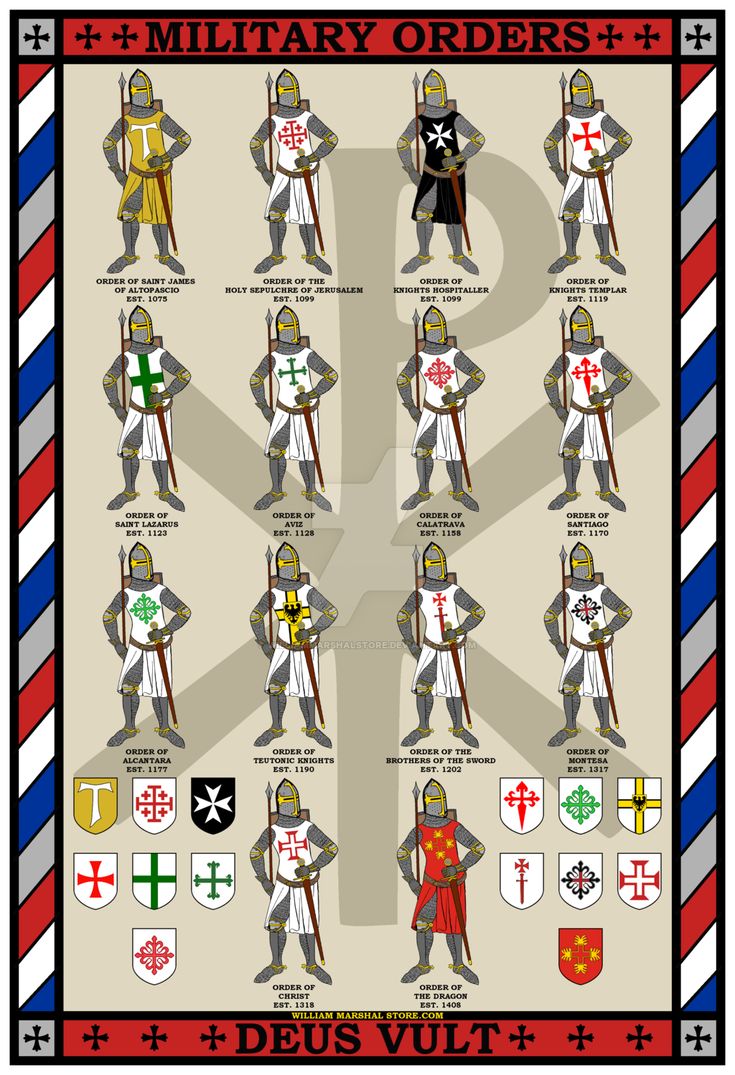 MILITARY ORDERS
ORDER OF SAINT JAMES
OF ALTOPASCIO
EST. 1075
ORDER OF THE
HOLY SEPULCHRE OF JERUSALEM
EST. 1099
ORDER OF
KNIGHTS HOSPITALLER
EST. 1099
ORDER OF
KNIGHTS TEMPLAR
EST. 1119
ORDER OF
SAINT LAZARUS
EST. 1123
ORDER OF
AVIZ
EST. 1128
ORDER OF
CALATRAVA
EST. 1158
ORDER OF
SANTIAGO
EST. 1170
ORDER OF
ALCANTARA
EST. 1177
ORDER OF
TEUTONIC KNIGHTS
EST. 1190
ORDER OF THE
BROTHERS OF THE SWORD
EST. 1202
ORDER OF
MONTESA
EST. 1317
ORDER OF
CHRIST
EST. 1318
ORDER OF
THE DRAGON
EST. 1408
WILLIAM MARSHAL STORE.COM
DEUS VULT